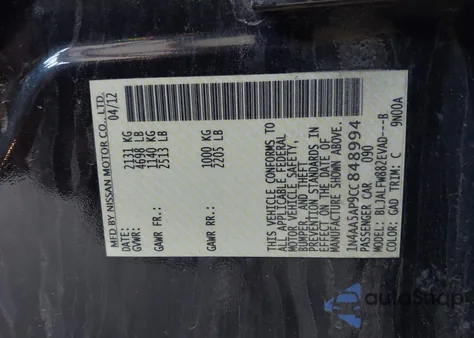 MFD BY NISSAN MOTOR CO., LTD.
DATE: 04/12
GVWR: 2131 KG
4698 LB
GAWR FR: 1140 KG
2513 LB
GAWR RR: 1000 KG
2205 LB
THIS VEHICLE CONFORMS TO
ALL APPLICABLE FEDERAL
MOTOR VEHICLE SAFETY,
BUMPER, AND THEFT
PREVENTION STANDARDS IN
EFFECT ON THE DATE OF
MANUFACTURE SHOWN ABOVE.
1N4AA5AP9CC848994
PASSENGER CAR 090
MODEL: BLJALFW882EVAD---B
COLOR: GAD TRIM: C 9N00A
autoSnap